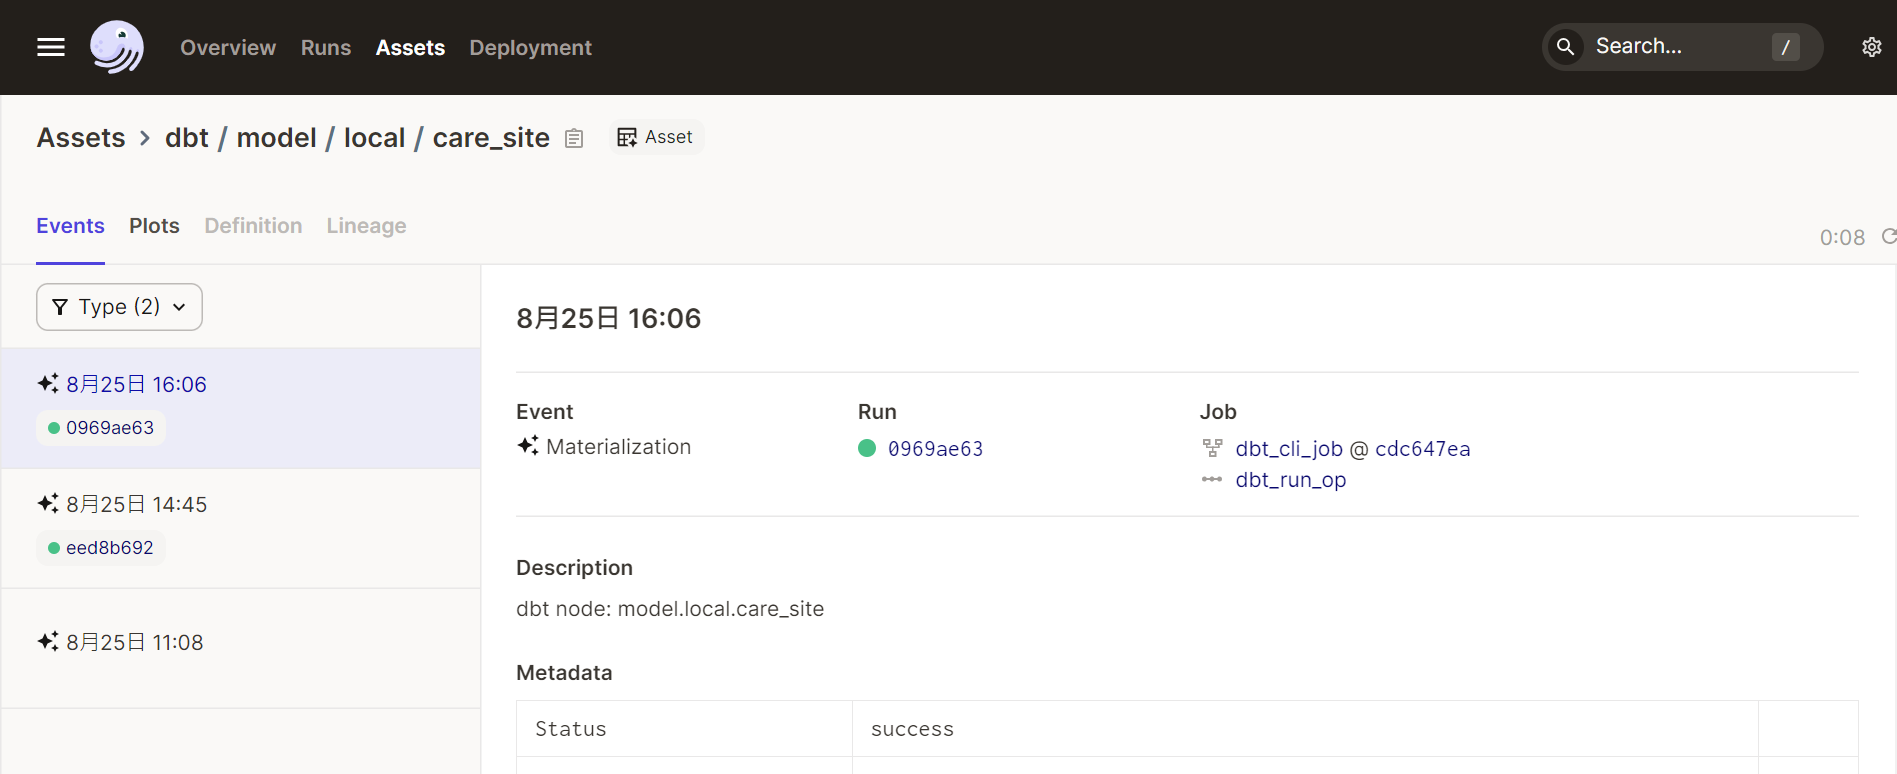 Overview Runs Assets Deployment Search... /
Assets > dbt / model / local / care_site Asset
Events Plots Definition Lineage 0:08
Type (2)
8月25日 16:06
0969ae63
8月25日 14:45
eed8b692
8月25日 11:08
8月25日 16:06
Event Run Job
Materialization 0969ae63 dbt_cli_job @ cdc647ea
dbt_run_op
Description
dbt node: model.local.care_site
Metadata
Status success